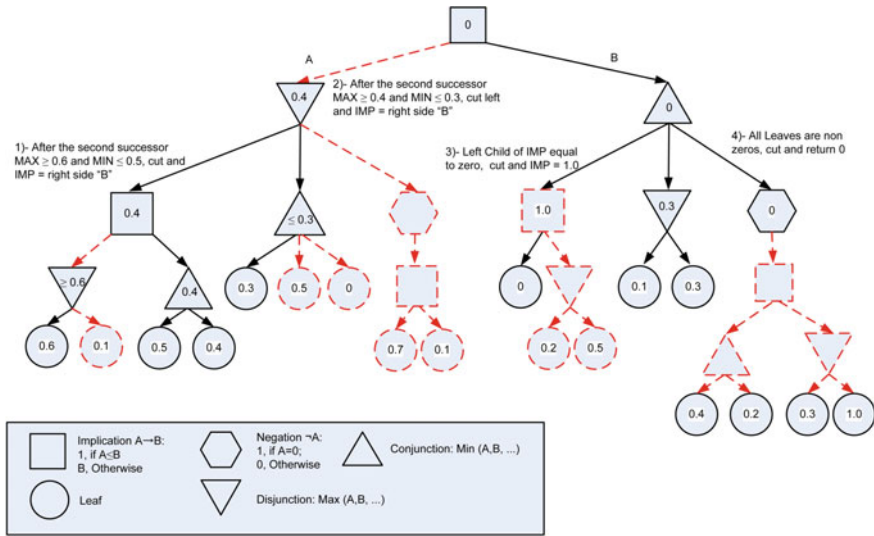 0
A
B
2)- After the second successor
MAX ≥ 0.4 and MIN ≤ 0.3, cut left
and IMP = right side “B”
0.4
0
4)- All Leaves are non
zeros, cut and return 0
1)- After the second successor
MAX ≥ 0.6 and MIN ≤ 0.5, cut and
IMP = right side “B”
3)- Left Child of IMP equal
to zero, cut and IMP = 1.0
0.4
≤ 0.3
1.0
0.3
0
≥ 0.6
0.4
0.3
0.5
0
0
0.1
0.3
0.6
0.1
0.5
0.4
0.7
0.1
0.2
0.5
0.4
0.2
0.3
1.0
Implication A→B:
1, if A≤B
B, Otherwise
Negation ¬A:
1, if A=0;
0, Otherwise
Conjunction: Min (A,B, ...)
Leaf
Disjunction: Max (A,B, ...)